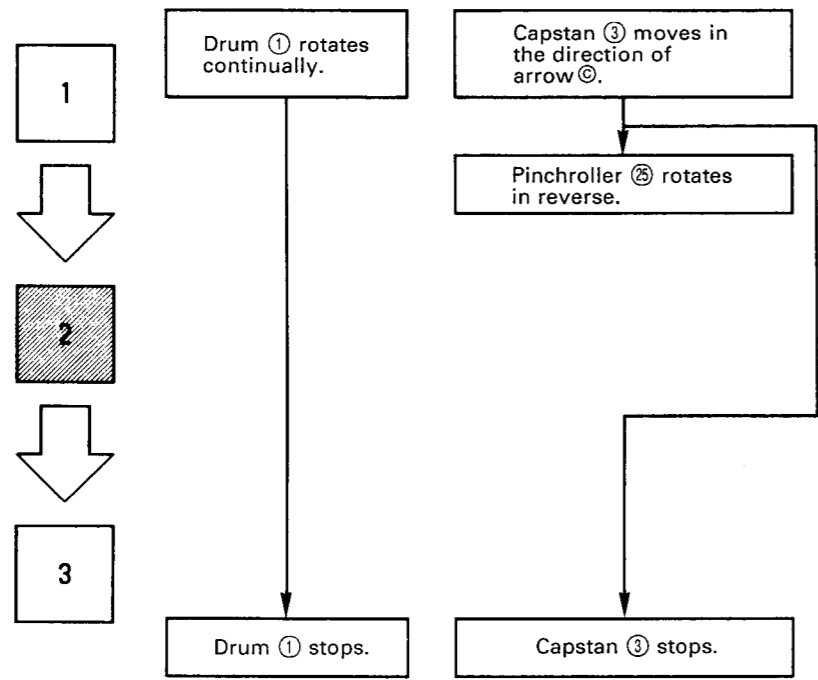 1
Drum ① rotates
continually.
Capstan ③ moves in
the direction of
arrow Ⓒ.
Pinchroller ㉕ rotates
in reverse.
2
3
Drum ① stops.
Capstan ③ stops.